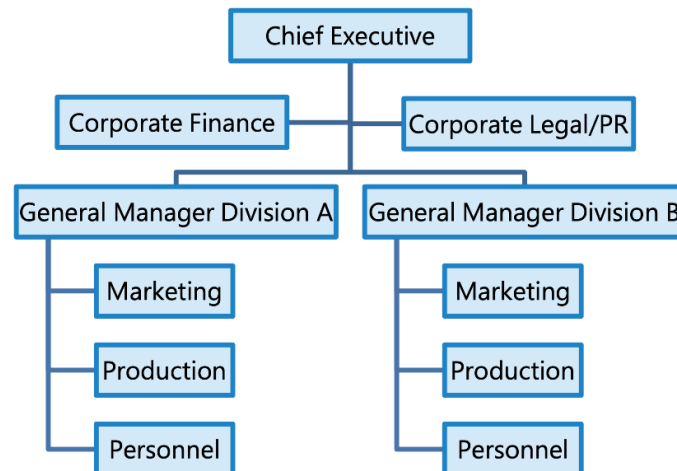 Chief Executive
Corporate Finance
Corporate Legal/PR
General Manager Division A
General Manager Division B
Marketing
Marketing
Production
Production
Personnel
Personnel